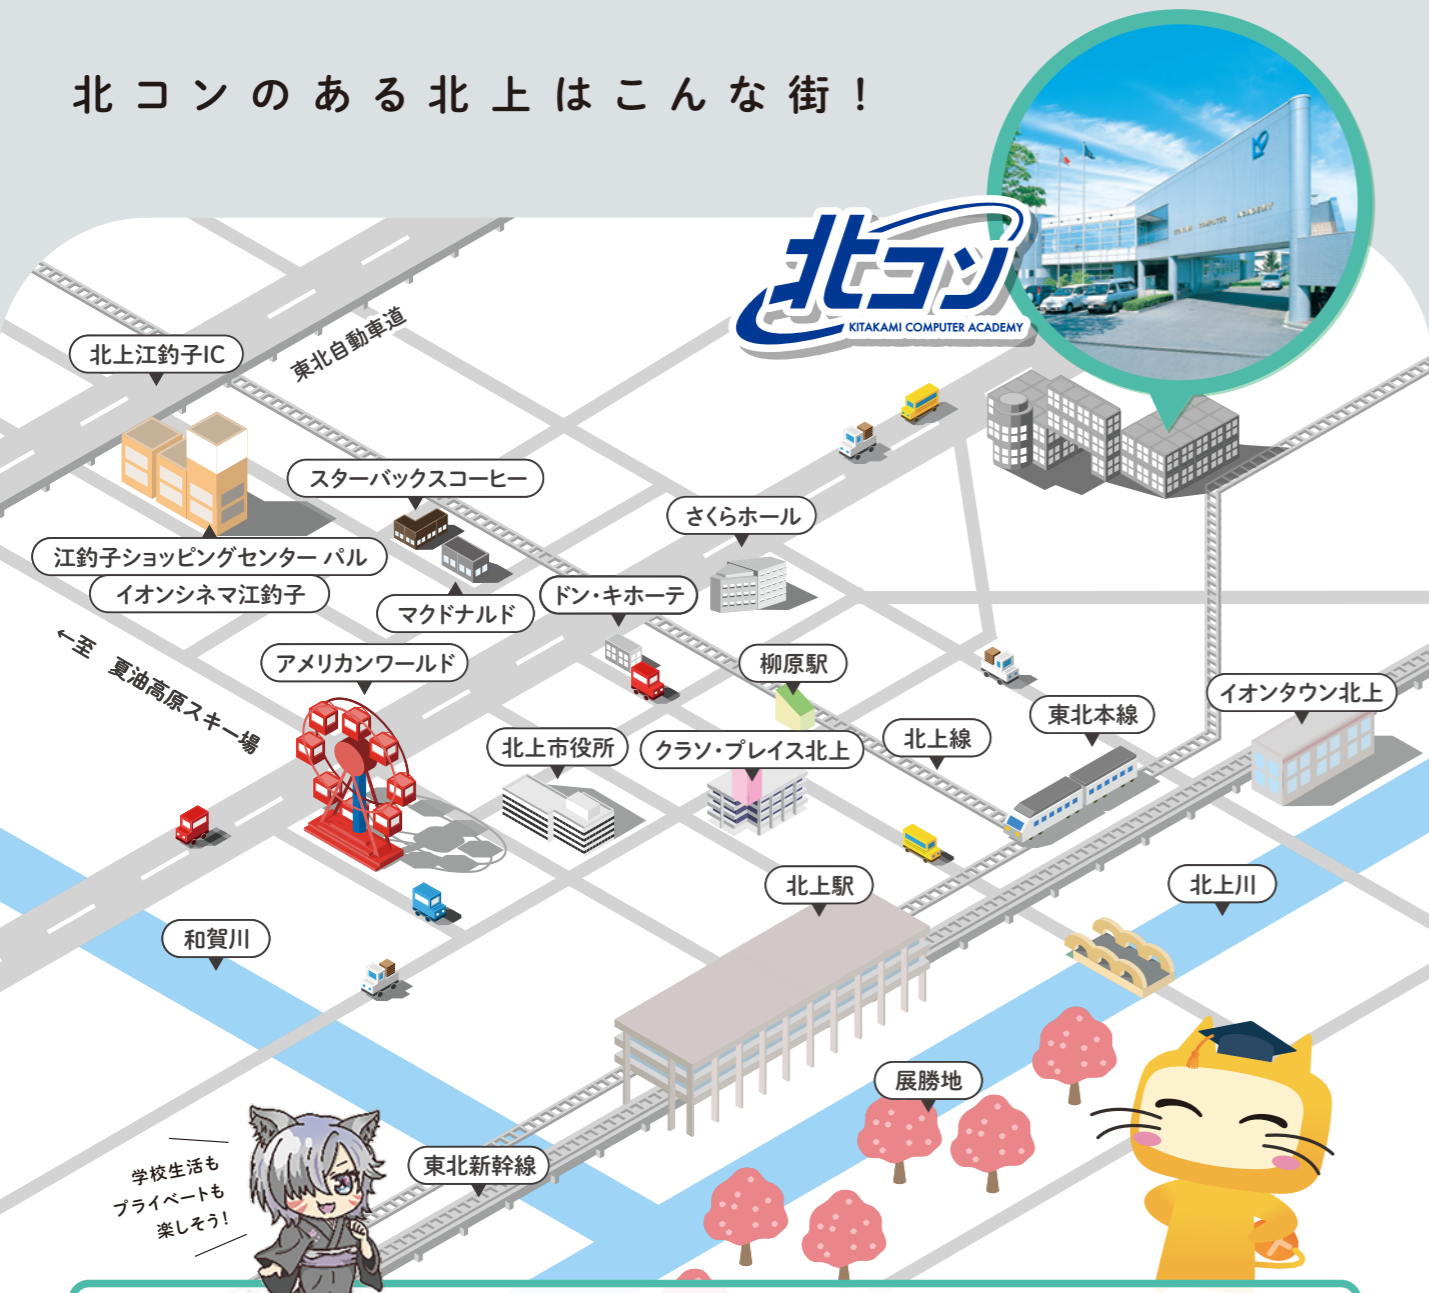 北コンのある北上はこんな街！
北コン
KITAKAMI COMPUTER ACADEMY
KITAKAMI COMPUTER ACADEMY
北上江釣子IC
東北自動車道
スターバックスコーヒー
さくらホール
江釣子ショッピングセンター パル
イオンシネマ江釣子
マクドナルド
ドン・キホーテ
←至 夏油高原スキー場
アメリカンワールド
柳原駅
イオンタウン北上
東北本線
北上市役所
クラソ・プレイス北上
北上線
北上駅
北上川
和賀川
展勝地
東北新幹線
学校生活も
プライベートも
楽しそう！